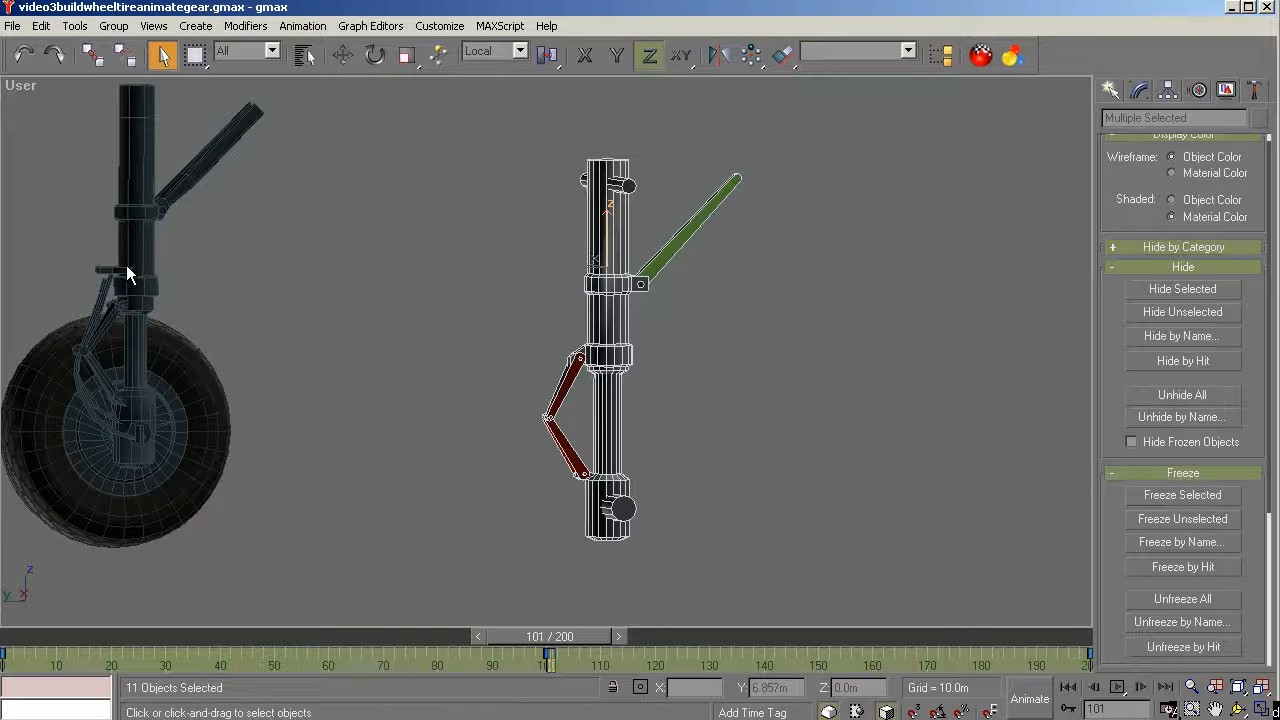 video3buildwheeltireanimategear.gmax - gmax
File Edit Tools Group Views Create Modifiers Animation Graph Editors Customize MAXScript Help
All Local X Y Z XY
User
Multiple Selected
Display Color
Wireframe: Object Color
Material Color
Shaded: Object Color
Material Color
+ Hide by Category
- Hide
Hide Selected
Hide Unselected
Hide by Name...
Hide by Hit
Unhide All
Unhide by Name...
Hide Frozen Objects
- Freeze
Freeze Selected
Freeze Unselected
Freeze by Name...
Freeze by Hit
Unfreeze All
Unfreeze by Name...
Unfreeze by Hit
z
z
y x
< 101 / 200 >
0 10 20 30 40 50 60 70 80 90 100 110 120 130 140 150 160 170 180 190 20
11 Objects Selected X: Y: 6.857m Z: 0.0m Grid = 10.0m Animate
Click or click-and-drag to select objects Add Time Tag 101